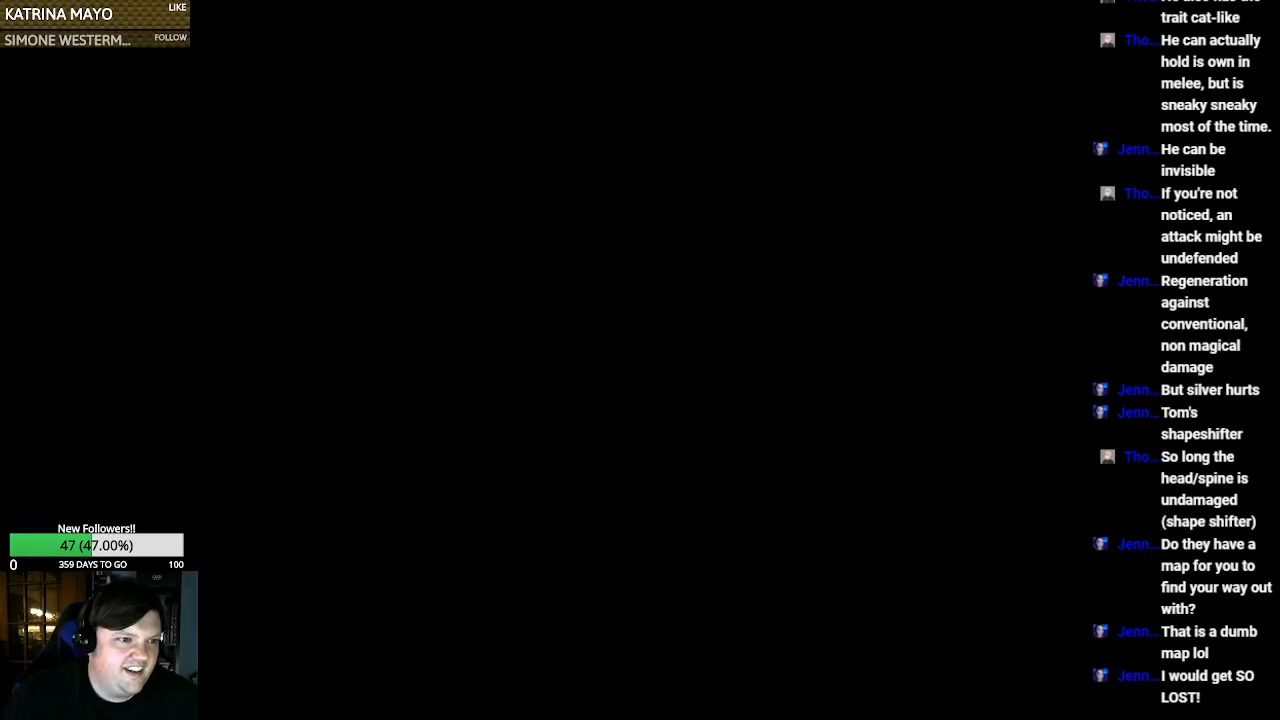 KATRINA MAYO LIKE
SIMONE WESTERM... FOLLOW
trait cat-like
Tho... He can actually
hold is own in
melee, but is
sneaky sneaky
most of the time.
Jenn... He can be
invisible
Tho... If you're not
noticed, an
attack might be
undefended
Jenn... Regeneration
against
conventional,
non magical
damage
Jenn... But silver hurts
Jenn... Tom's
shapeshifter
Tho... So long the
head/spine is
undamaged
(shape shifter)
Jenn... Do they have a
map for you to
find your way out
with?
Jenn... That is a dumb
map lol
Jenn... I would get SO
LOST!
New Followers!!
47 (47.00%)
0 359 DAYS TO GO 100